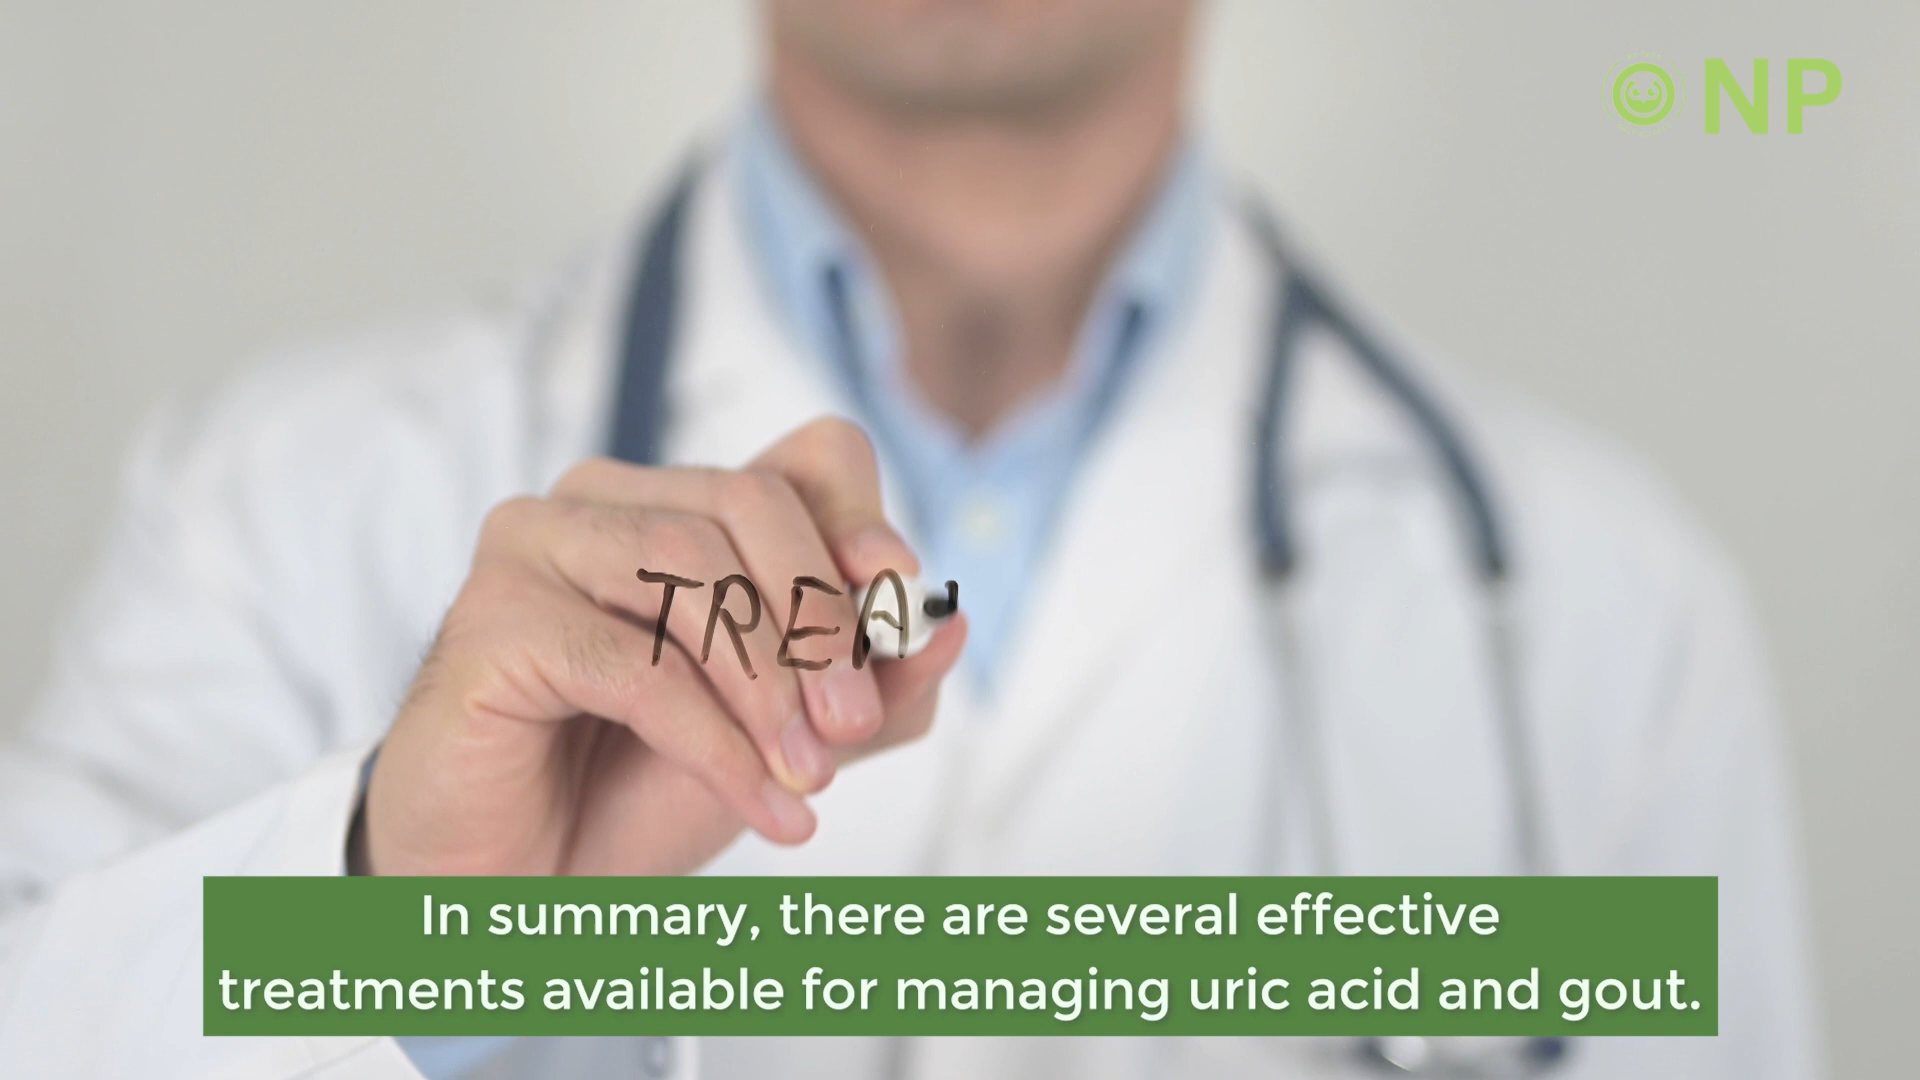 NP
TREA
In summary, there are several effective
treatments available for managing uric acid and gout.